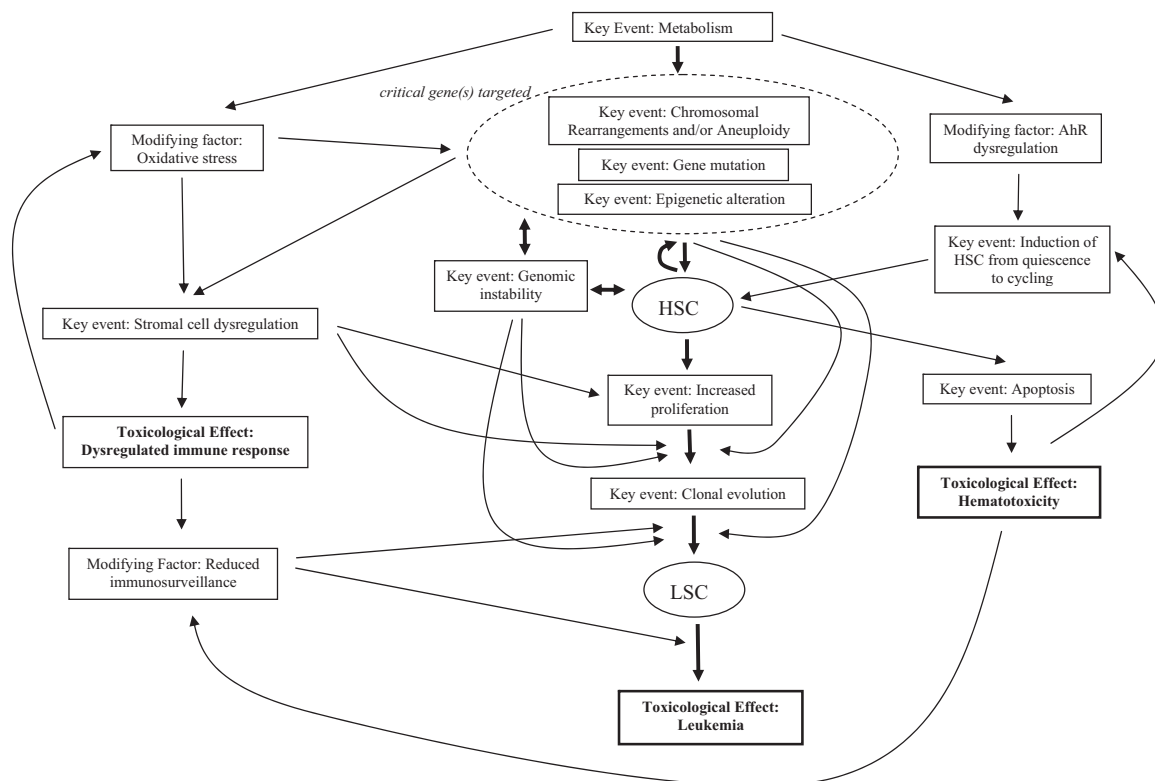 Key Event: Metabolism
critical gene(s) targeted
Key event: Chromosomal
Rearrangements and/or Aneuploidy
Key event: Gene mutation
Key event: Epigenetic alteration
Modifying factor:
Oxidative stress
Modifying factor: AhR
dysregulation
Key event: Induction of
HSC from quiescence
to cycling
Key event: Genomic
instability
HSC
Key event: Stromal cell dysregulation
Key event: Increased
proliferation
Key event: Apoptosis
Toxicological Effect:
Dysregulated immune response
Key event: Clonal evolution
Toxicological Effect:
Hematotoxicity
Modifying Factor: Reduced
immunosurveillance
LSC
Toxicological Effect:
Leukemia